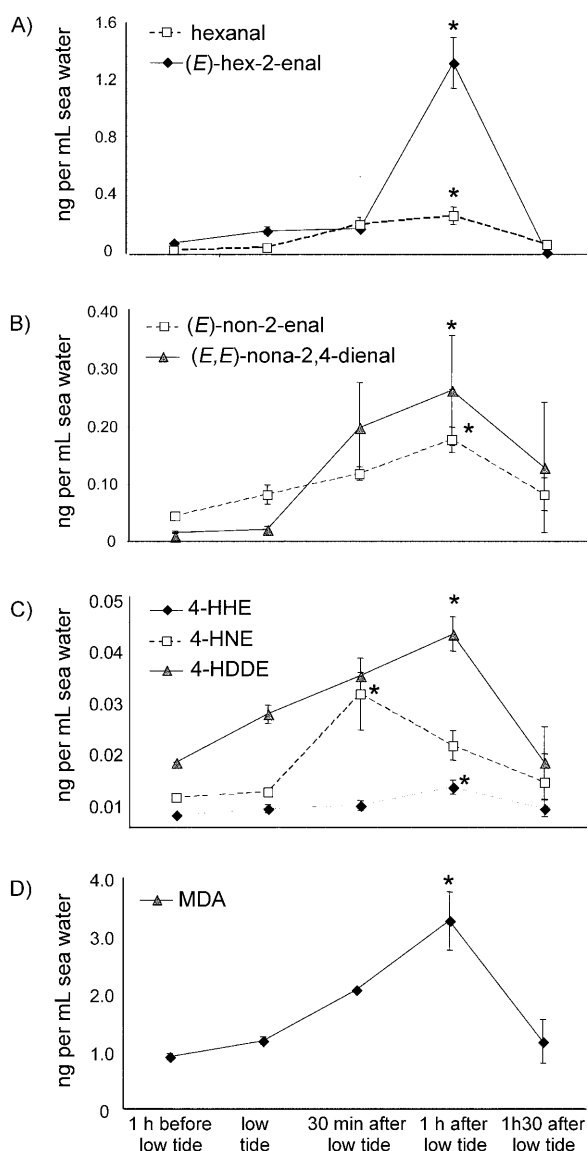 A)
ng per mL sea water
1.6
1.2
0.8
0.4
0
hexanal
(E)-hex-2-enal
*
*
B)
ng per mL sea water
0.40
0.30
0.20
0.10
0
(E)-non-2-enal
(E,E)-nona-2,4-dienal
*
*
C)
ng per mL sea water
0.05
0.04
0.03
0.02
0.01
4-HHE
4-HNE
4-HDDE
*
*
*
D)
ng per mL sea water
4.0
3.0
2.0
1.0
0
MDA
*
1 h before
low tide
low
tide
30 min after
low tide
1 h after
low tide
1h30 after
low tide